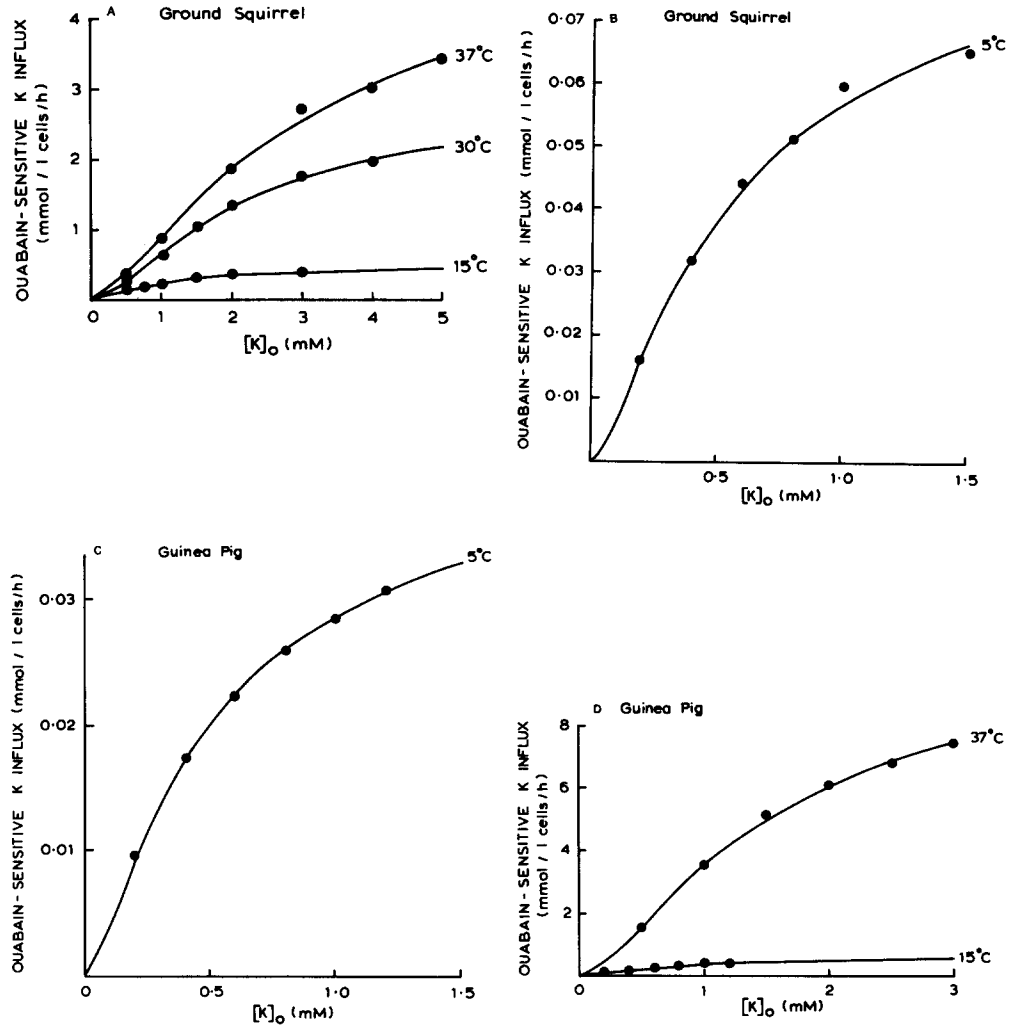 A Ground Squirrel
OUABAIN-SENSITIVE K INFLUX
(mmol / l cells/h)
4
3
2
1
0
37°C
30°C
15°C
0 1 2 3 4 5
[K]o (mM)
B Ground Squirrel
OUABAIN-SENSITIVE K INFLUX (mmol / l cells/h)
0·07
0·06
0·05
0·04
0·03
0·02
0·01
5°C
0·5 1·0 1·5
[K]o (mM)
C Guinea Pig
OUABAIN-SENSITIVE K INFLUX (mmol / l cells/h)
0·03
0·02
0·01
5°C
0 0·5 1·0 1·5
[K]o (mM)
D Guinea Pig
OUABAIN-SENSITIVE K INFLUX
(mmol / l cells/h)
8
6
4
2
37°C
15°C
0 1 2 3
[K]o (mM)